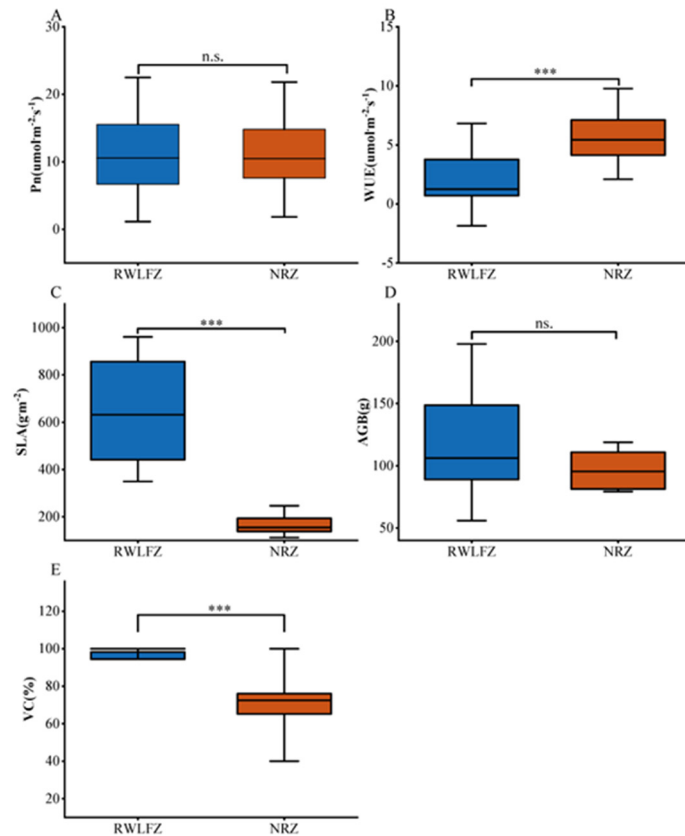 A
30
20
10
0
Pn(umol·m⁻²·s⁻¹)
n.s.
RWLFZ NRZ
B
15
10
5
0
-5
WUE(umol·m⁻²·s⁻¹)
***
RWLFZ NRZ
C
1000
800
600
400
200
SLA(g·m⁻²)
***
RWLFZ NRZ
D
200
150
100
50
AGB(g)
ns.
RWLFZ NRZ
E
120
100
80
60
40
20
VC(%)
***
RWLFZ NRZ